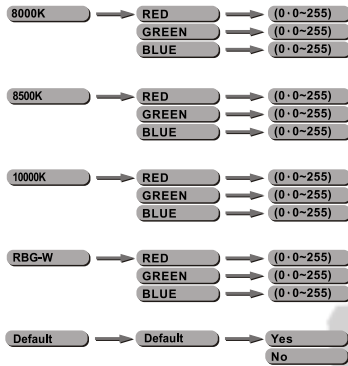 8000K RED (0·0~255)
GREEN (0·0~255)
BLUE (0·0~255)
8500K RED (0·0~255)
GREEN (0·0~255)
BLUE (0·0~255)
10000K RED (0·0~255)
GREEN (0·0~255)
BLUE (0·0~255)
RBG-W RED (0·0~255)
GREEN (0·0~255)
BLUE (0·0~255)
Default Default Yes
No